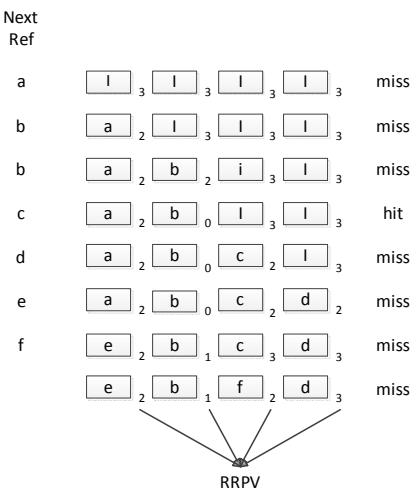 Next
Ref
a I 3 I 3 I 3 I 3 miss
b a 2 I 3 I 3 I 3 miss
b a 2 b 2 i 3 I 3 miss
c a 2 b 0 I 3 I 3 hit
d a 2 b 0 c 2 I 3 miss
e a 2 b 0 c 2 d 2 miss
f e 2 b 1 c 3 d 3 miss
e 2 b 1 f 2 d 3 miss
RRPV